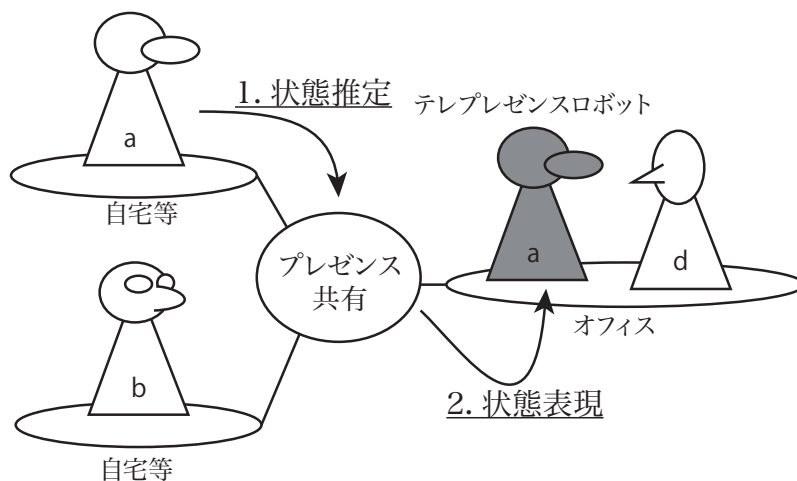 1. 状態推定
テレプレゼンスロボット
a
自宅等
プレゼンス
共有
a
d
オフィス
b
2. 状態表現
自宅等